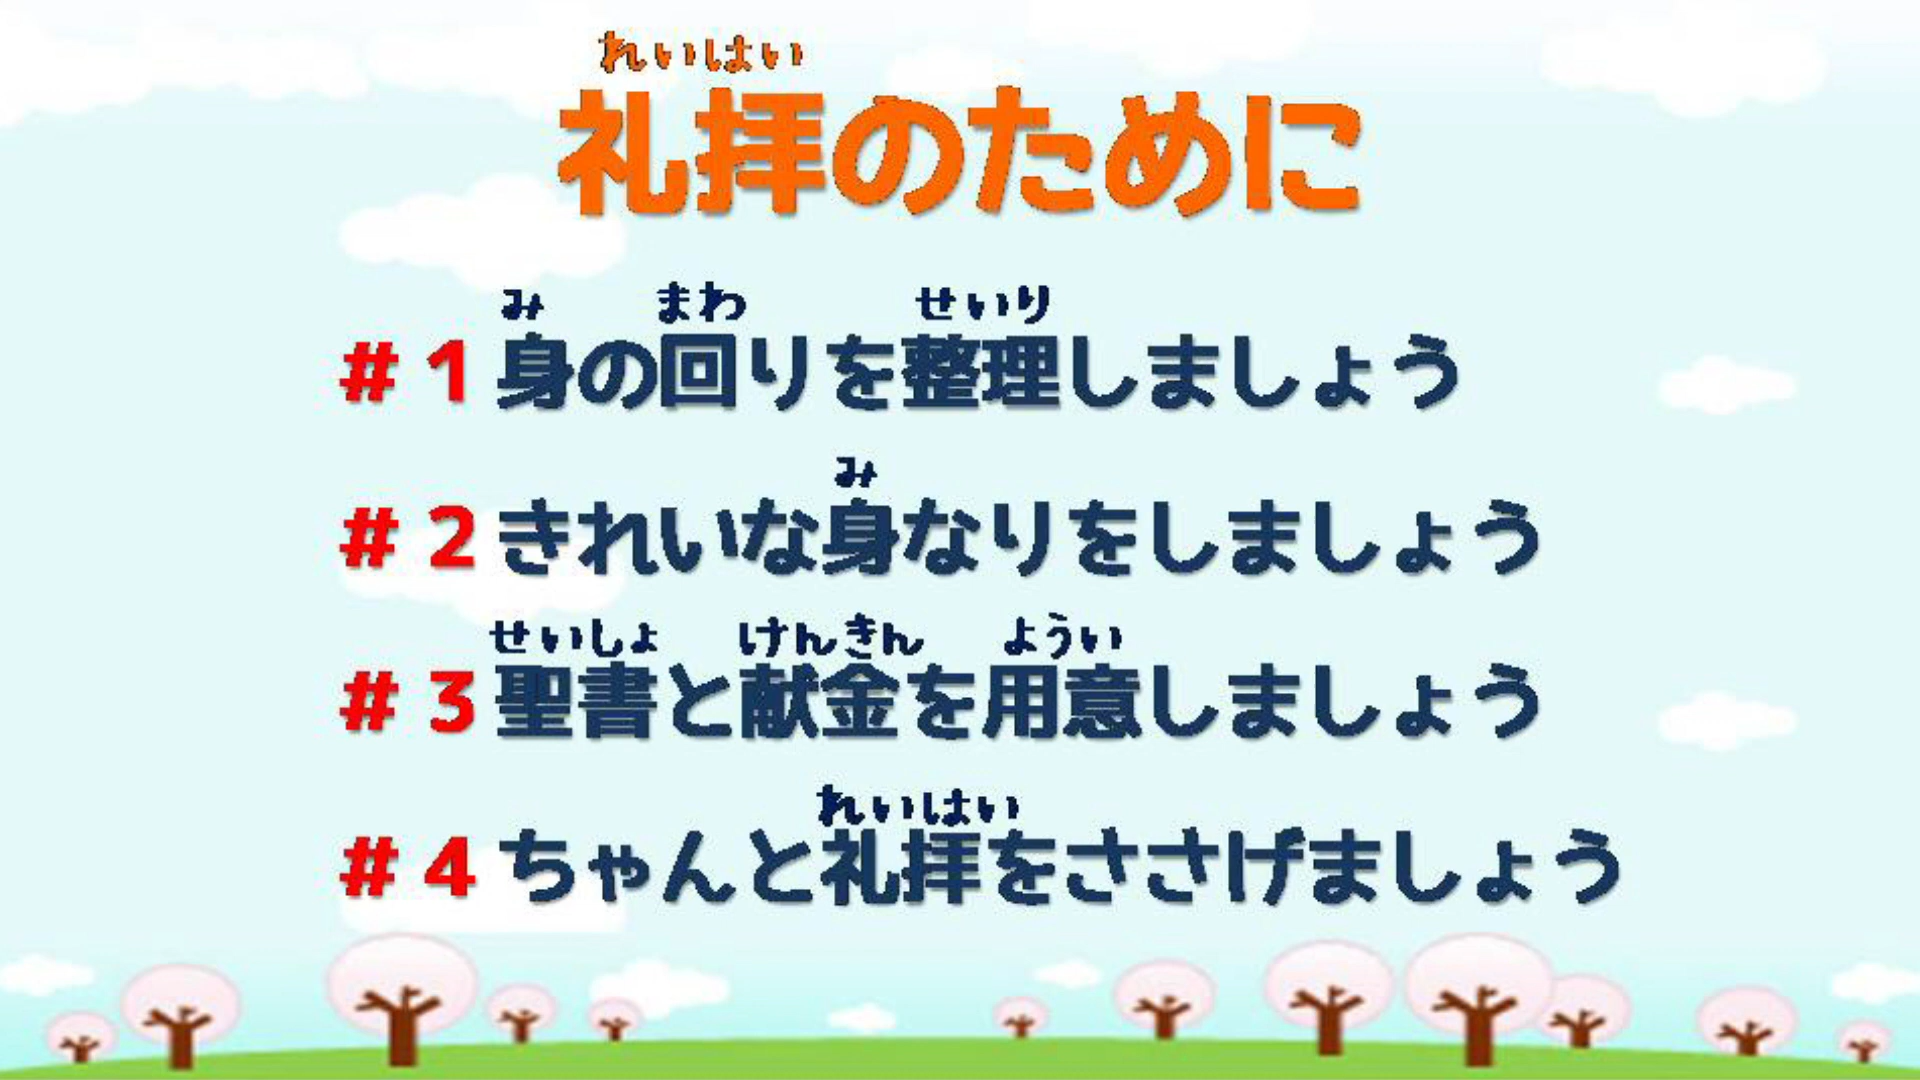 れいはい
礼拝のために
み まわ せいり
#1 身の回りを整理しましょう
み
#2 きれいな身なりをしましょう
せいしょ けんきん ようい
#3 聖書と献金を用意しましょう
れいはい
#4 ちゃんと礼拝をささげましょう